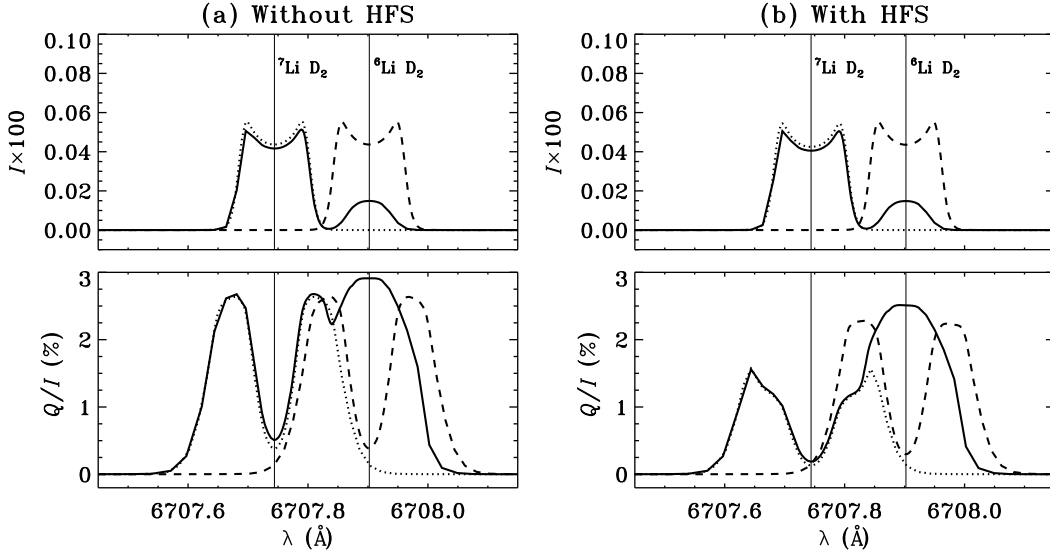 (a) Without HFS
(b) With HFS
0.10
0.08
0.06
0.04
0.02
0.00
I×100
⁷Li D₂
⁶Li D₂
0.10
0.08
0.06
0.04
0.02
0.00
I×100
⁷Li D₂
⁶Li D₂
3
2
1
0
Q/I (%)
6707.6
6707.8
6708.0
λ (Å)
3
2
1
0
Q/I (%)
6707.6
6707.8
6708.0
λ (Å)